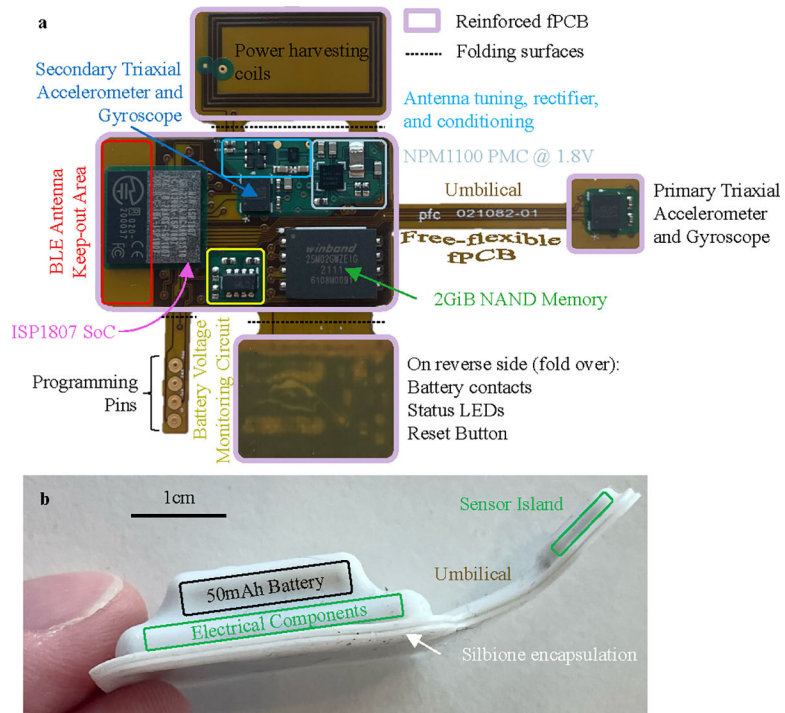 a
Reinforced fPCB
Folding surfaces
Power harvesting
coils
Secondary Triaxial
Accelerometer and
Gyroscope
Antenna tuning, rectifier,
and conditioning
NPM1100 PMC @ 1.8V
BLE Antenna
Keep-out Area
Umbilical
pfc 021082-01
Free-flexible
fPCB
Primary Triaxial
Accelerometer
and Gyroscope
winbond
25M02GWZEIG
2111
2GiB NAND Memory
ISP1807 SoC
Battery Voltage
Monitoring Circuit
Programming
Pins
On reverse side (fold over):
Battery contacts
Status LEDs
Reset Button
b
1cm
Sensor Island
50mAh Battery
Umbilical
Electrical Components
Silbione encapsulation